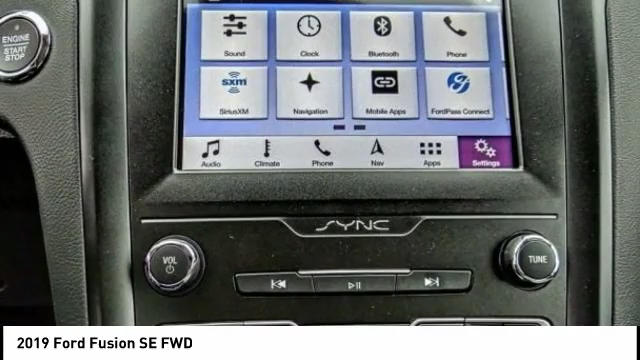 ENGINE
START
STOP
Sound
Clock
Bluetooth
Phone
sxm
SiriusXM
Navigation
Mobile Apps
FordPass Connect
Audio
Climate
Phone
Nav
Apps
Settings
SYNC
VOL
TUNE
2019 Ford Fusion SE FWD